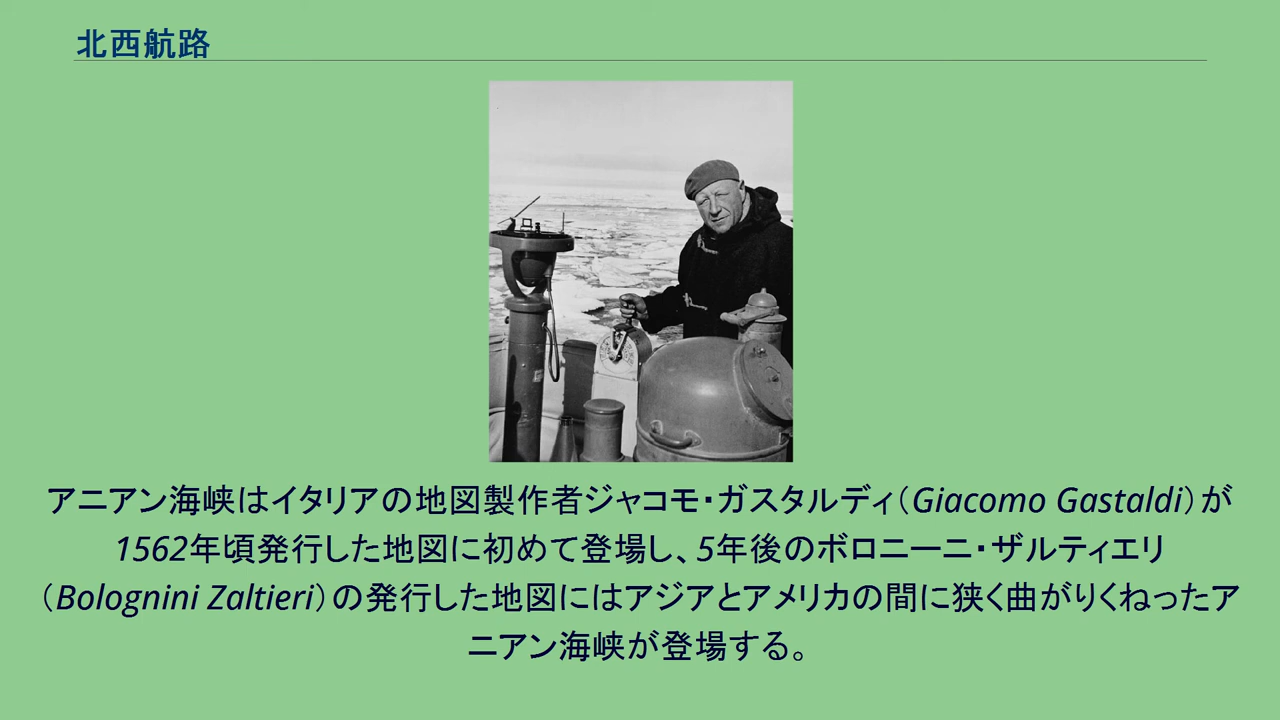 北西航路
アニアン海峡はイタリアの地図製作者ジャコモ・ガスタルディ（Giacomo Gastaldi）が
1562年頃発行した地図に初めて登場し、5年後のボロニーニ・ザルティエリ
（Bolognini Zaltieri）の発行した地図にはアジアとアメリカの間に狭く曲がりくねったア
ニアン海峡が登場する。